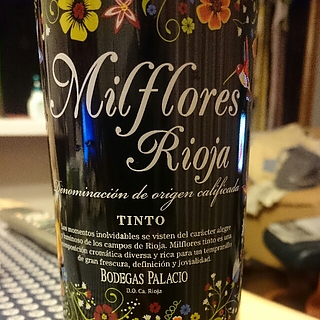 Milflores
Rioja
Denominación de origen calificada
TINTO
Los momentos inolvidables se visten del carácter alegre
y luminoso de los campos de Rioja. Milflores tinto es una
composición cromática diversa y rica para un tempranillo
de gran frescura, definición y jovialidad.
BODEGAS PALACIO
D.O. Ca. Rioja